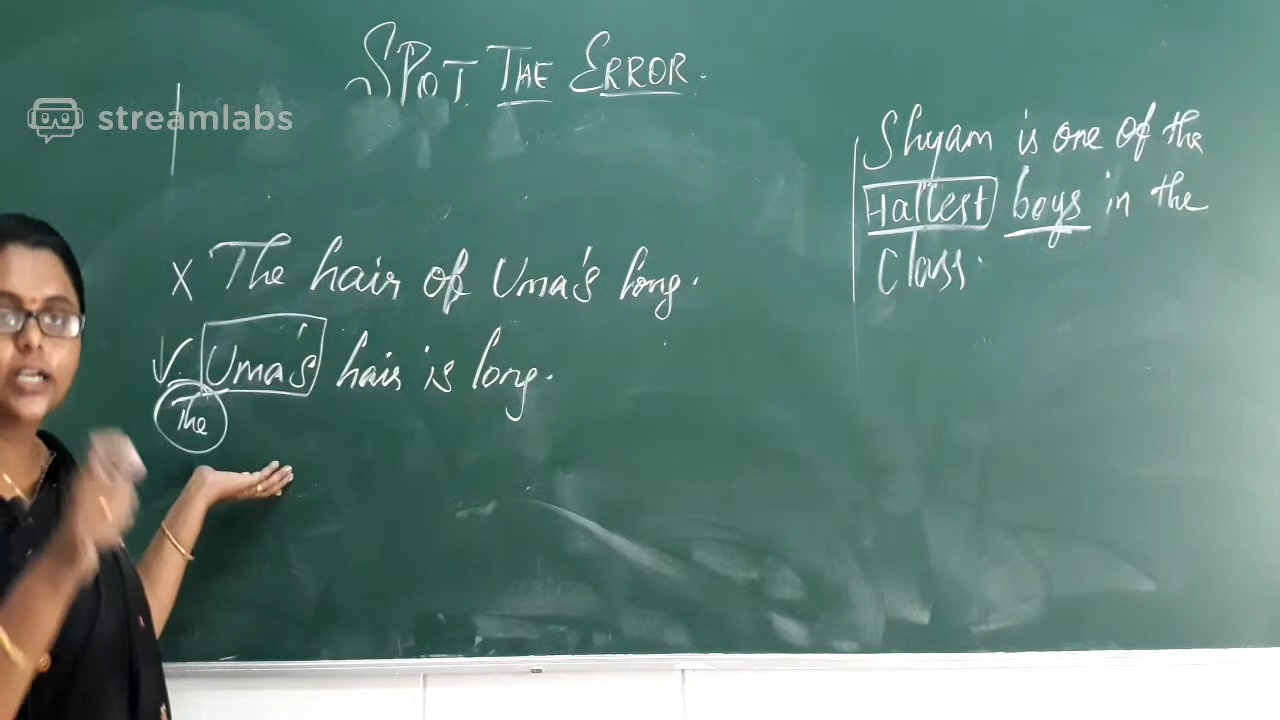 SPOT THE ERROR.
streamlabs
X The hair of Uma's long.
✓ Uma's hair is long.
The
Shyam is one of the
tallest boys in the
class.